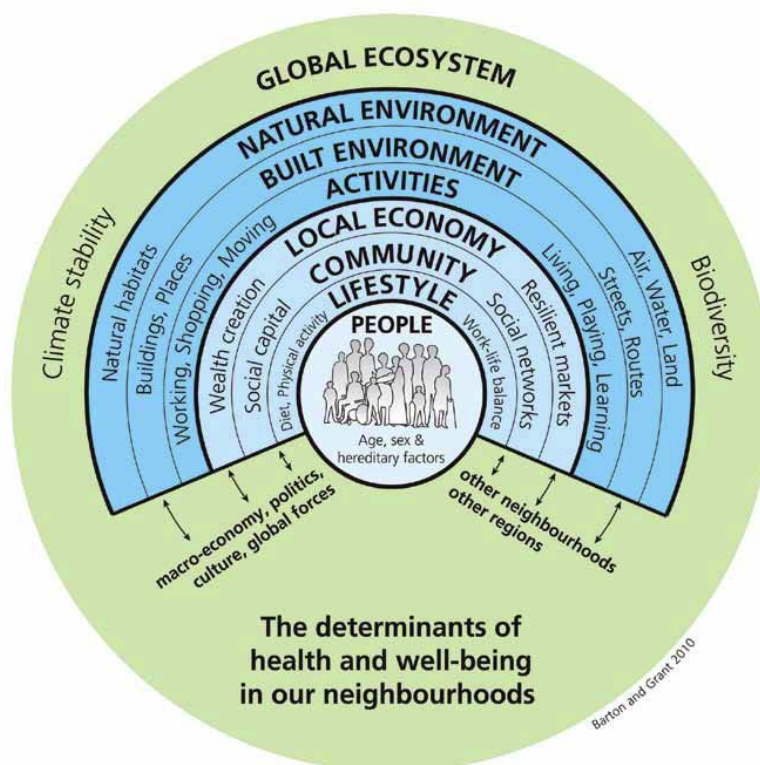 GLOBAL ECOSYSTEM
NATURAL ENVIRONMENT
BUILT ENVIRONMENT
ACTIVITIES
LOCAL ECONOMY
COMMUNITY
LIFESTYLE
PEOPLE
Age, sex &
hereditary factors
Climate stability
Natural habitats
Buildings, Places
Working, Shopping, Moving
Wealth creation
Social capital
Diet, Physical activity
Work-life balance
Social networks
Resilient markets
Living, Playing, Learning
Streets, Routes
Air, Water, Land
Biodiversity
macro-economy, politics,
culture, global forces
other neighbourhoods
other regions
The determinants of
health and well-being
in our neighbourhoods
Barton and Grant 2010